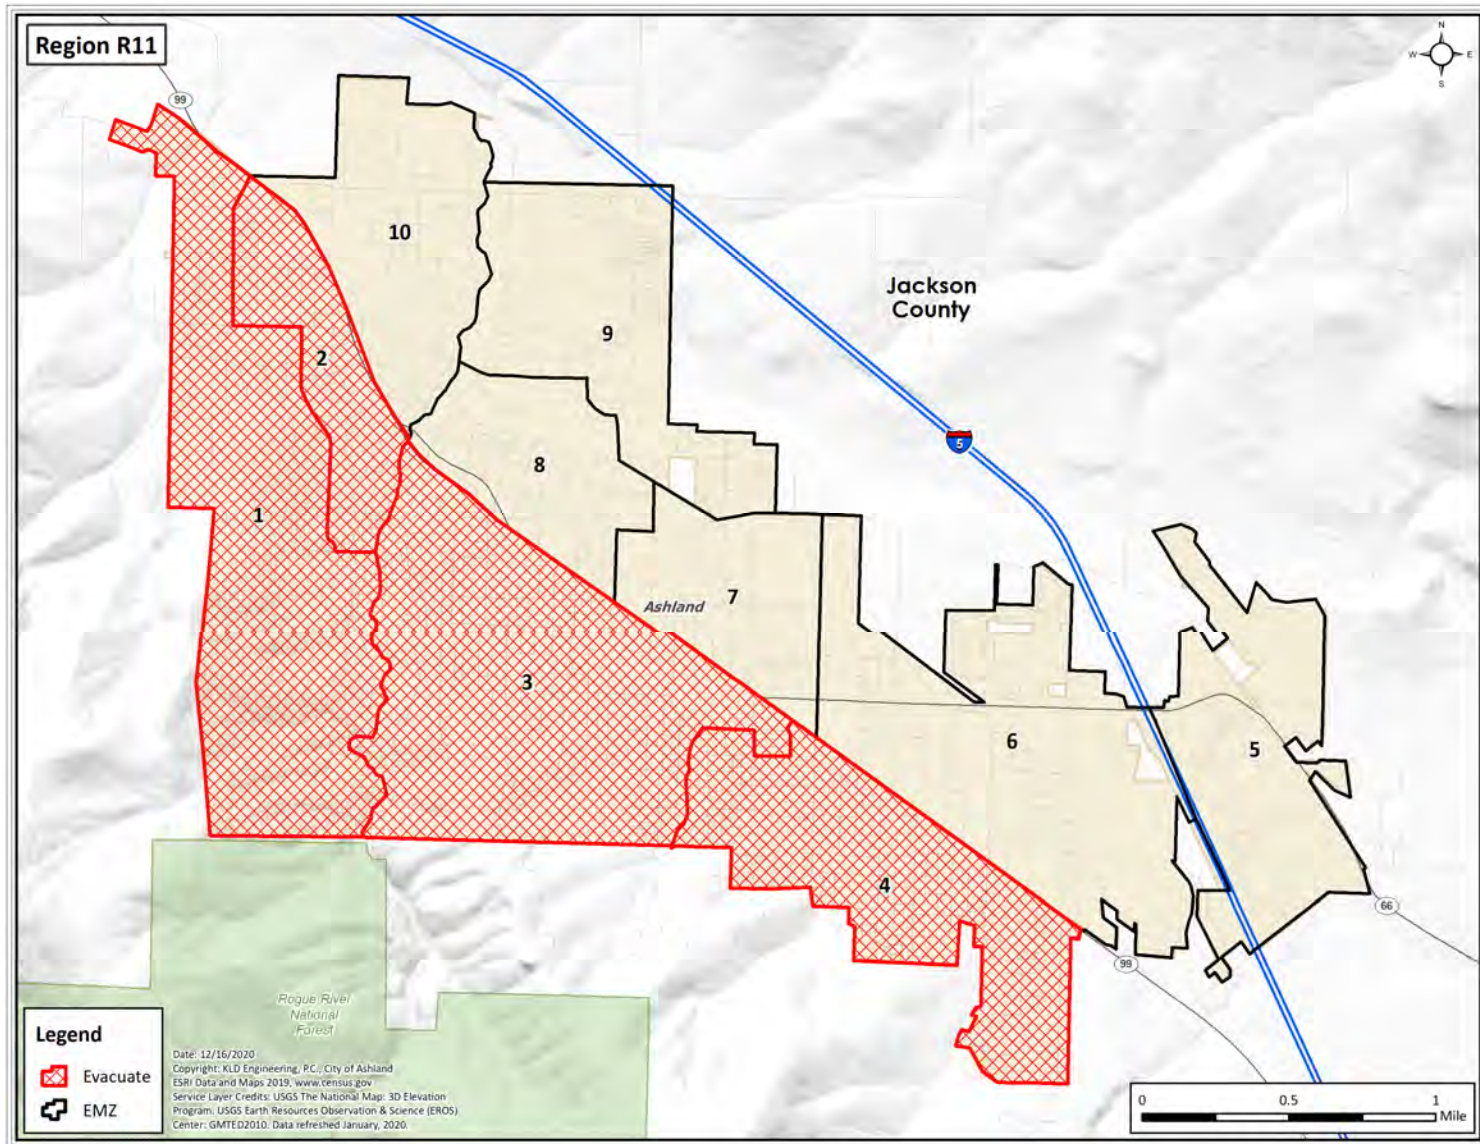 Region R11
N
W
E
S
99
10
Jackson
County
9
2
5
8
1
7
Ashland
3
6
5
4
66
99
Rogue River
National
Forest
Legend
Evacuate
EMZ
Date: 12/16/2020
Copyright: KLD Engineering, P.C., City of Ashland
ESRI Data and Maps 2019, www.census.gov
Service Layer Credits: USGS The National Map: 3D Elevation
Program. USGS Earth Resources Observation & Science (EROS)
Center: GMTED2010. Data refreshed January, 2020.
0 0.5 1
Mile